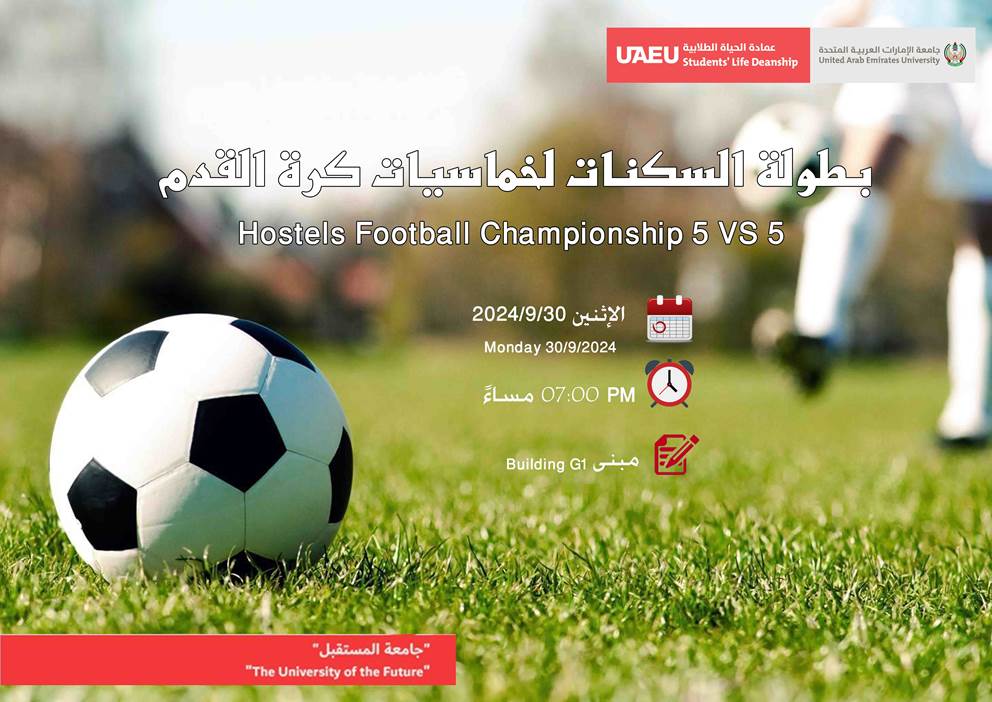 UAEU عمادة الحياة الطلابية
Students' Life Deanship
جامعة الإمارات العربية المتحدة
United Arab Emirates University
بطولة السكنات لخماسيات كرة القدم
Hostels Football Championship 5 VS 5
الإثنين 2024/9/30
Monday 30/9/2024
07:00 PM مساءً
مبنى Building G1
"جامعة المستقبل"
"The University of the Future"